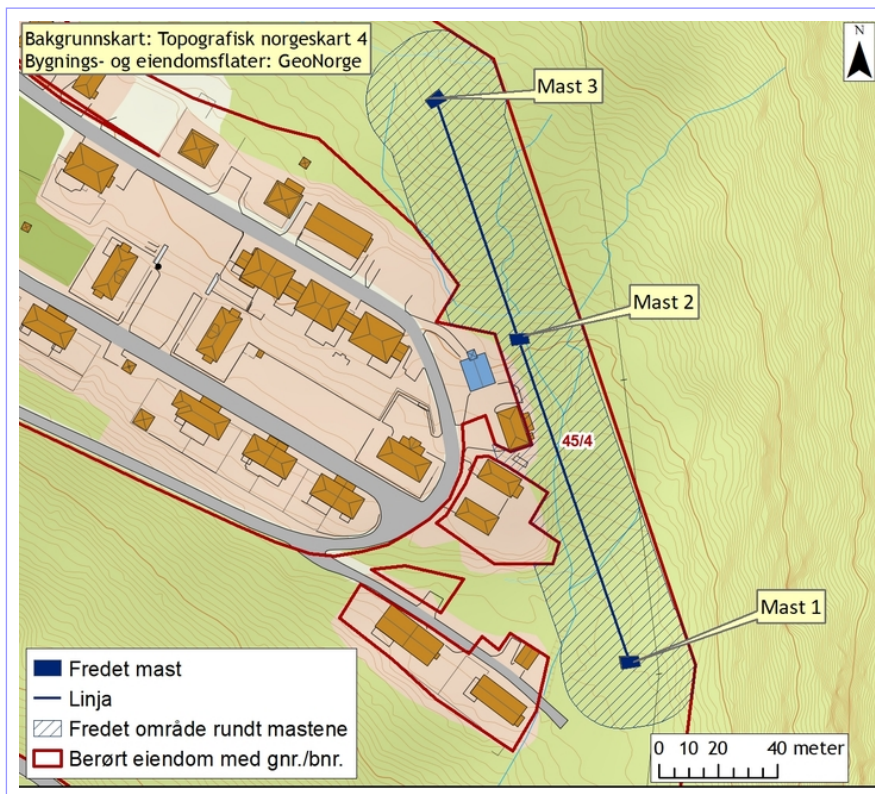 Bakgrunnskart: Topografisk norgeskart 4
Bygnings- og eiendomsflater: GeoNorge
N
Mast 3
Mast 2
45/4
Mast 1
Fredet mast
Linja
Fredet område rundt mastene
Berørt eiendom med gnr./bnr.
0 10 20 40 meter